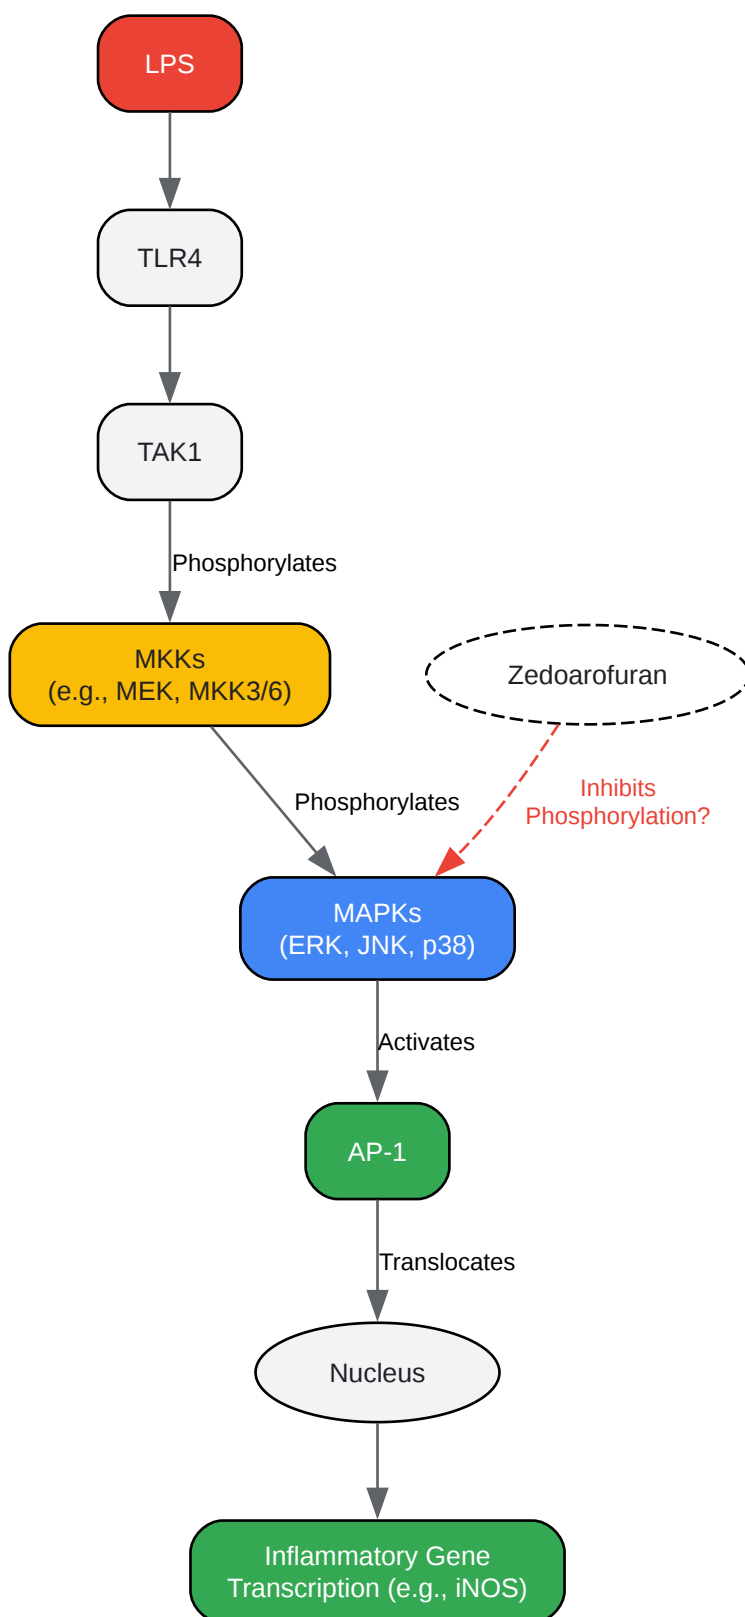 LPS
TLR4
TAK1
Phosphorylates
MKKs
(e.g., MEK, MKK3/6)
Zedoarofuran
Phosphorylates
Inhibits
Phosphorylation?
MAPKs
(ERK, JNK, p38)
Activates
AP-1
Translocates
Nucleus
Inflammatory Gene
Transcription (e.g., iNOS)